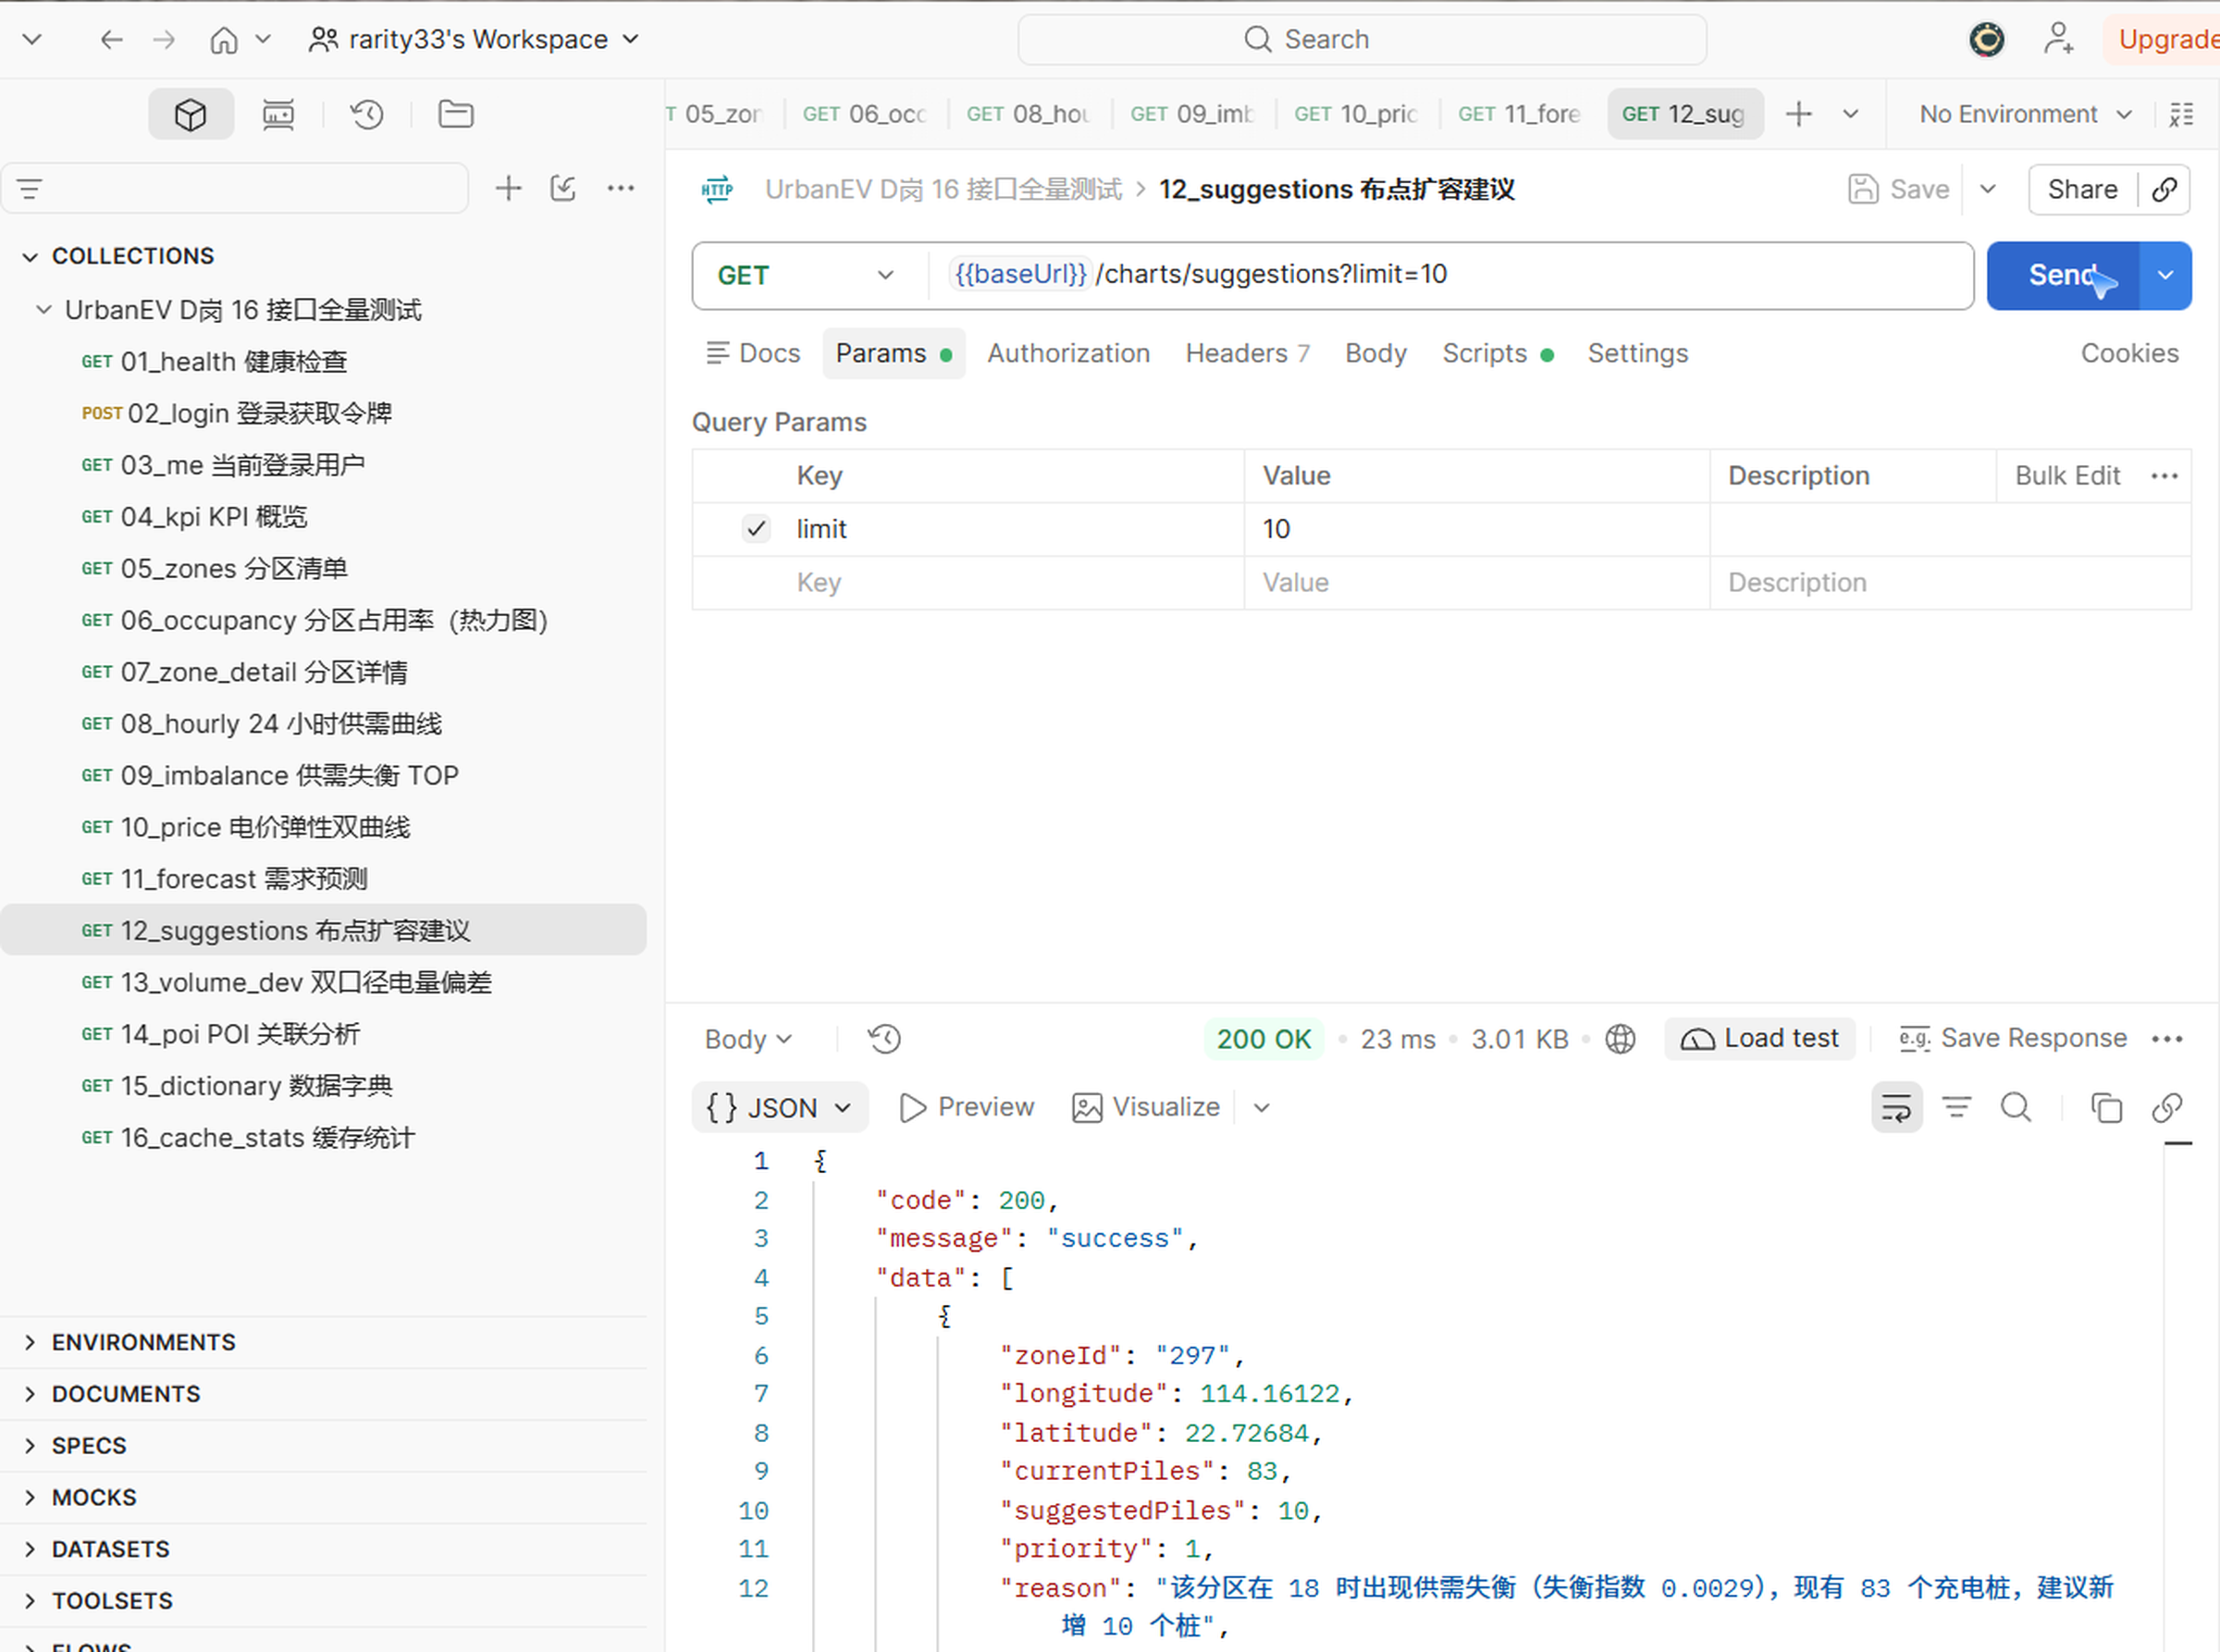 rarity33's Workspace
Search
Upgrade
05_zon
GET 06_occ
GET 08_hou
GET 09_imb
GET 10_pric
GET 11_fore
GET 12_sug
No Environment
HTTP
UrbanEV D岗 16 接口全量测试 > 12_suggestions 布点扩容建议
Save
Share
COLLECTIONS
UrbanEV D岗 16 接口全量测试
GET 01_health 健康检查
POST 02_login 登录获取令牌
GET 03_me 当前登录用户
GET 04_kpi KPI 概览
GET 05_zones 分区清单
GET 06_occupancy 分区占用率（热力图）
GET 07_zone_detail 分区详情
GET 08_hourly 24 小时供需曲线
GET 09_imbalance 供需失衡 TOP
GET 10_price 电价弹性双曲线
GET 11_forecast 需求预测
GET 12_suggestions 布点扩容建议
GET 13_volume_dev 双口径电量偏差
GET 14_poi POI 关联分析
GET 15_dictionary 数据字典
GET 16_cache_stats 缓存统计
ENVIRONMENTS
DOCUMENTS
SPECS
MOCKS
DATASETS
TOOLSETS
FLOWS
GET
{{baseUrl}}/charts/suggestions?limit=10
Send
Docs
Params
Authorization
Headers 7
Body
Scripts
Settings
Cookies
Query Params
Key
Value
Description
Bulk Edit
limit
10
Key
Value
Description
Body
200 OK
23 ms
3.01 KB
Load test
e.g. Save Response
{} JSON
Preview
Visualize
1 {
2 "code": 200,
3 "message": "success",
4 "data": [
5 {
6 "zoneId": "297",
7 "longitude": 114.16122,
8 "latitude": 22.72684,
9 "currentPiles": 83,
10 "suggestedPiles": 10,
11 "priority": 1,
12 "reason": "该分区在 18 时出现供需失衡（失衡指数 0.0029），现有 83 个充电桩，建议新
增 10 个桩",